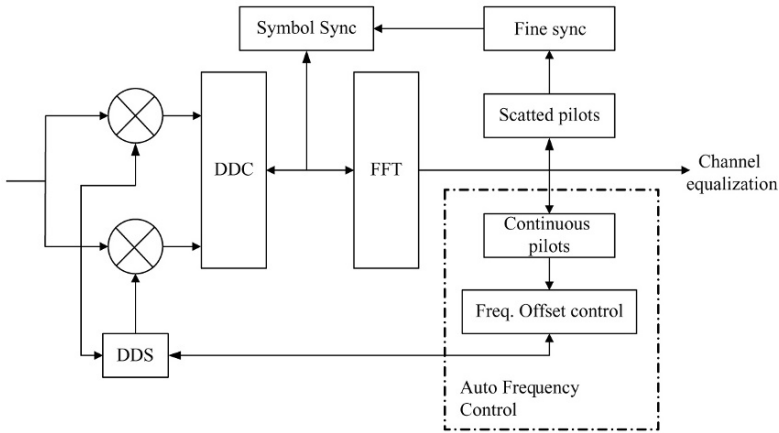 Symbol Sync
Fine sync
Scatted pilots
DDC
FFT
Channel
equalization
Continuous
pilots
Freq. Offset control
DDS
Auto Frequency
Control